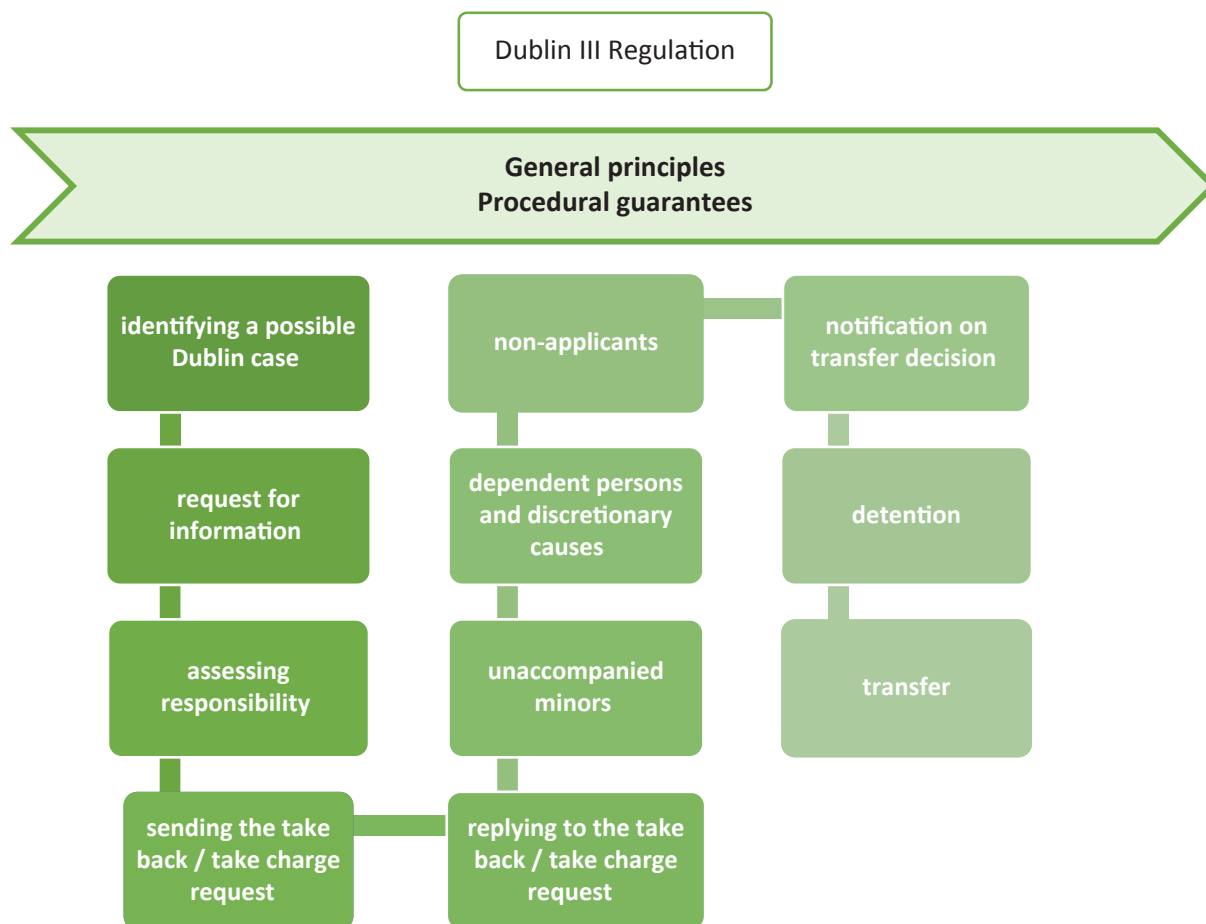 Dublin III Regulation
General principles
Procedural guarantees
identifying a possible
Dublin case
request for
information
assessing
responsibility
sending the take
back / take charge
request
replying to the take
back / take charge
request
unaccompanied
minors
dependent persons
and discretionary
causes
non-applicants
notification on
transfer decision
detention
transfer